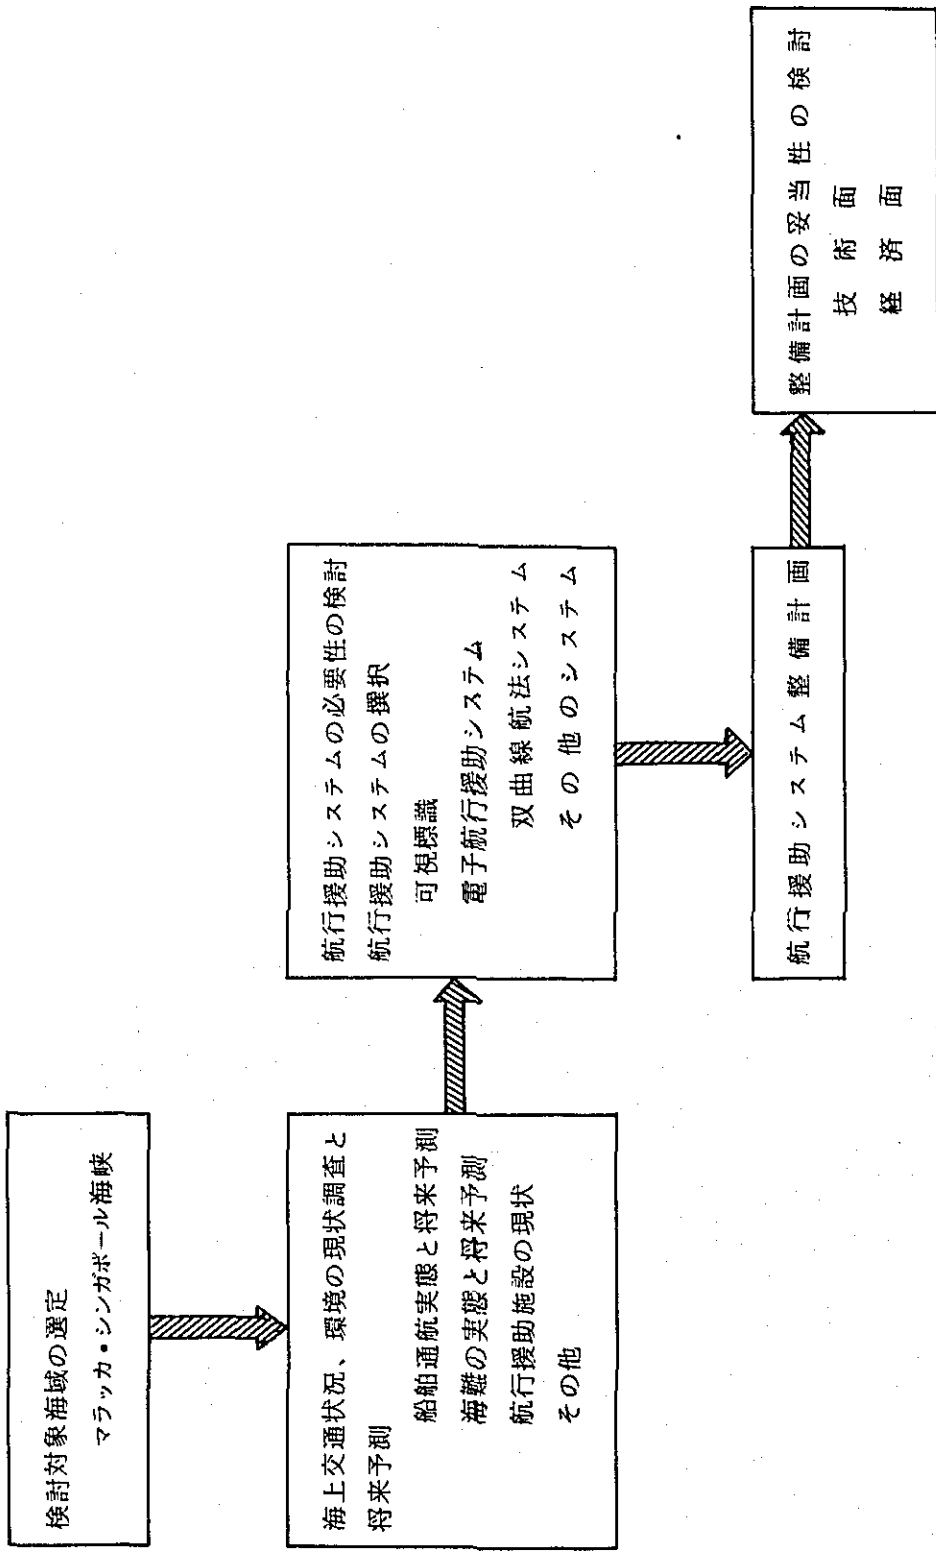 検討対象海域の選定
マラッカ・シンガポール海峡
海上交通状況、環境の現状調査と
将来予測
船舶通航実態と将来予測
海難の実態と将来予測
航行援助施設の現状
その他
航行援助システムの必要性の検討
航行援助システムの撰択
可視標識
電子航行援助システム
双曲線航法システム
その他のシステム
航行援助システム整備計画
整備計画の妥当性の検討
技術面
経済面